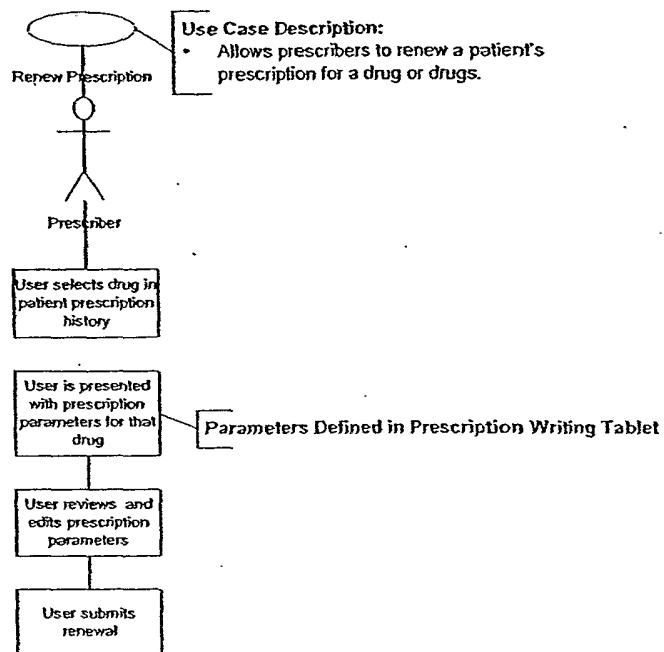 Use Case Description:
• Allows prescribers to renew a patient's
prescription for a drug or drugs.
Renew Prescription
Prescriber
User selects drug in
patient prescription
history
User is presented
with prescription
parameters for that
drug
Parameters Defined in Prescription Writing Tablet
User reviews and
edits prescription
parameters
User submits
renewal